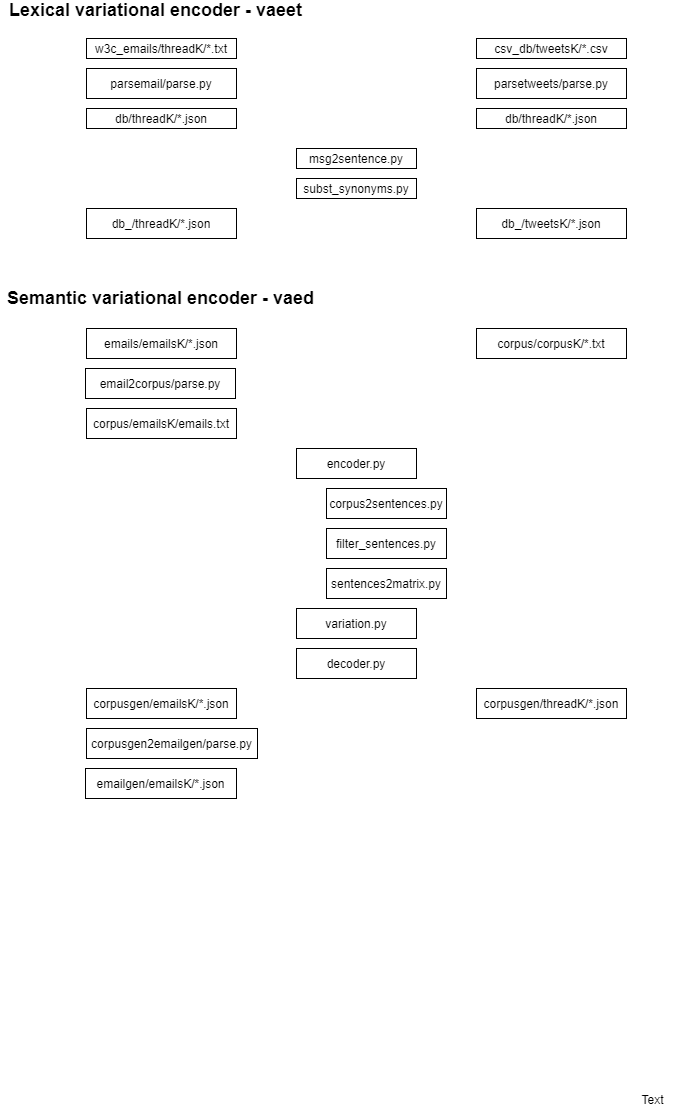 Lexical variational encoder - vaeet
w3c_emails/threadK/*.txt
csv_db/tweetsK/*.csv
parsemail/parse.py
parsetweets/parse.py
db/threadK/*.json
db/threadK/*.json
msg2sentence.py
subst_synonyms.py
db_/threadK/*.json
db_/tweetsK/*.json
Semantic variational encoder - vaed
emails/emailsK/*.json
corpus/corpusK/*.txt
email2corpus/parse.py
corpus/emailsK/emails.txt
encoder.py
corpus2sentences.py
filter_sentences.py
sentences2matrix.py
variation.py
decoder.py
corpusgen/emailsK/*.json
corpusgen/threadK/*.json
corpusgen2emailgen/parse.py
emailgen/emailsK/*.json
Text